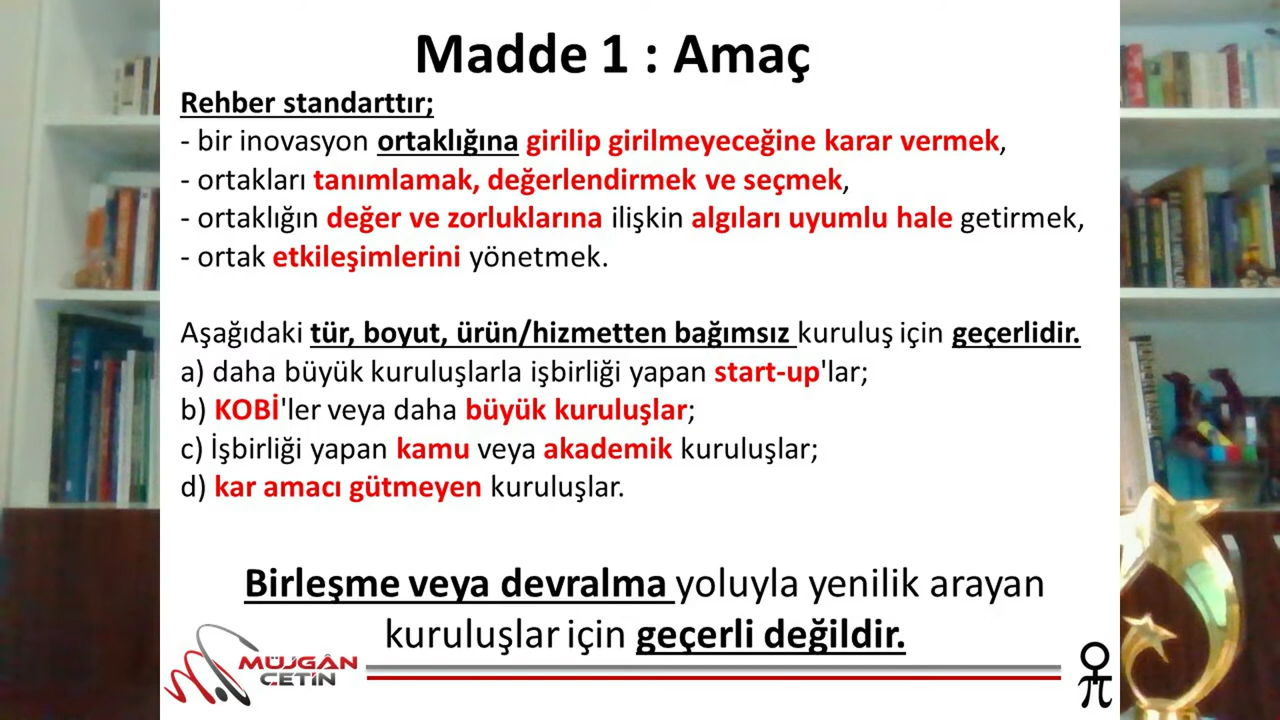 Madde 1 : Amaç
Rehber standarttır;
- bir inovasyon ortaklığına girilip girilmeyeceğine karar vermek,
- ortakları tanımlamak, değerlendirmek ve seçmek,
- ortaklığın değer ve zorluklarına ilişkin algıları uyumlu hale getirmek,
- ortak etkileşimlerini yönetmek.
Aşağıdaki tür, boyut, ürün/hizmetten bağımsız kuruluş için geçerlidir.
a) daha büyük kuruluşlarla işbirliği yapan start-up'lar;
b) KOBİ'ler veya daha büyük kuruluşlar;
c) İşbirliği yapan kamu veya akademik kuruluşlar;
d) kar amacı gütmeyen kuruluşlar.
Birleşme veya devralma yoluyla yenilik arayan
kuruluşlar için geçerli değildir.
MÜJGÂN
ÇETİN
π